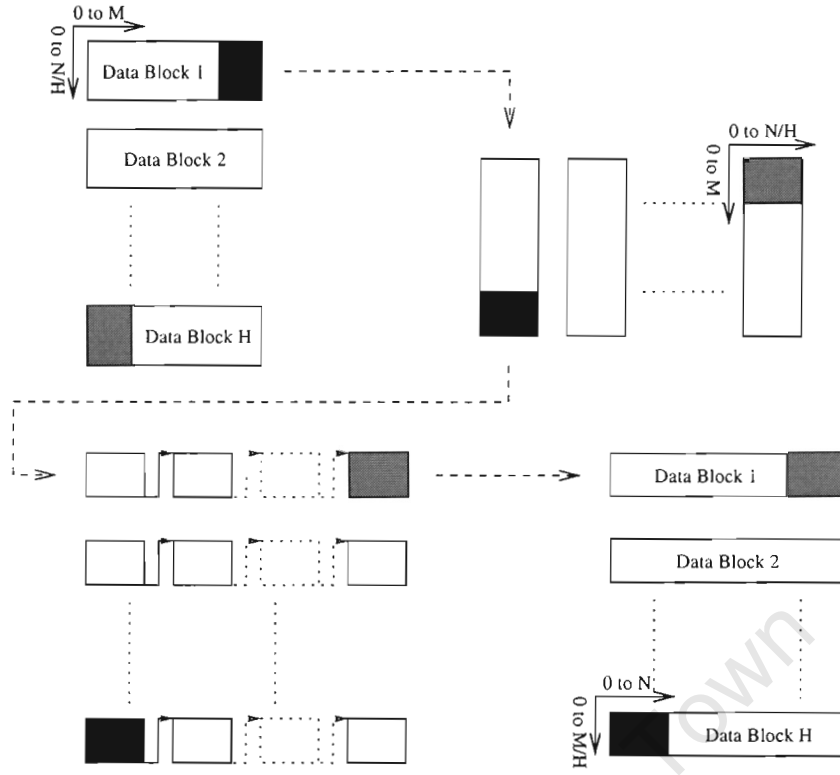 0 to M
0 to N/H
Data Block 1
Data Block 2
Data Block H
0 to N/H
0 to M
Data Block 1
Data Block 2
0 to N
0 to M/H
Data Block H
Town